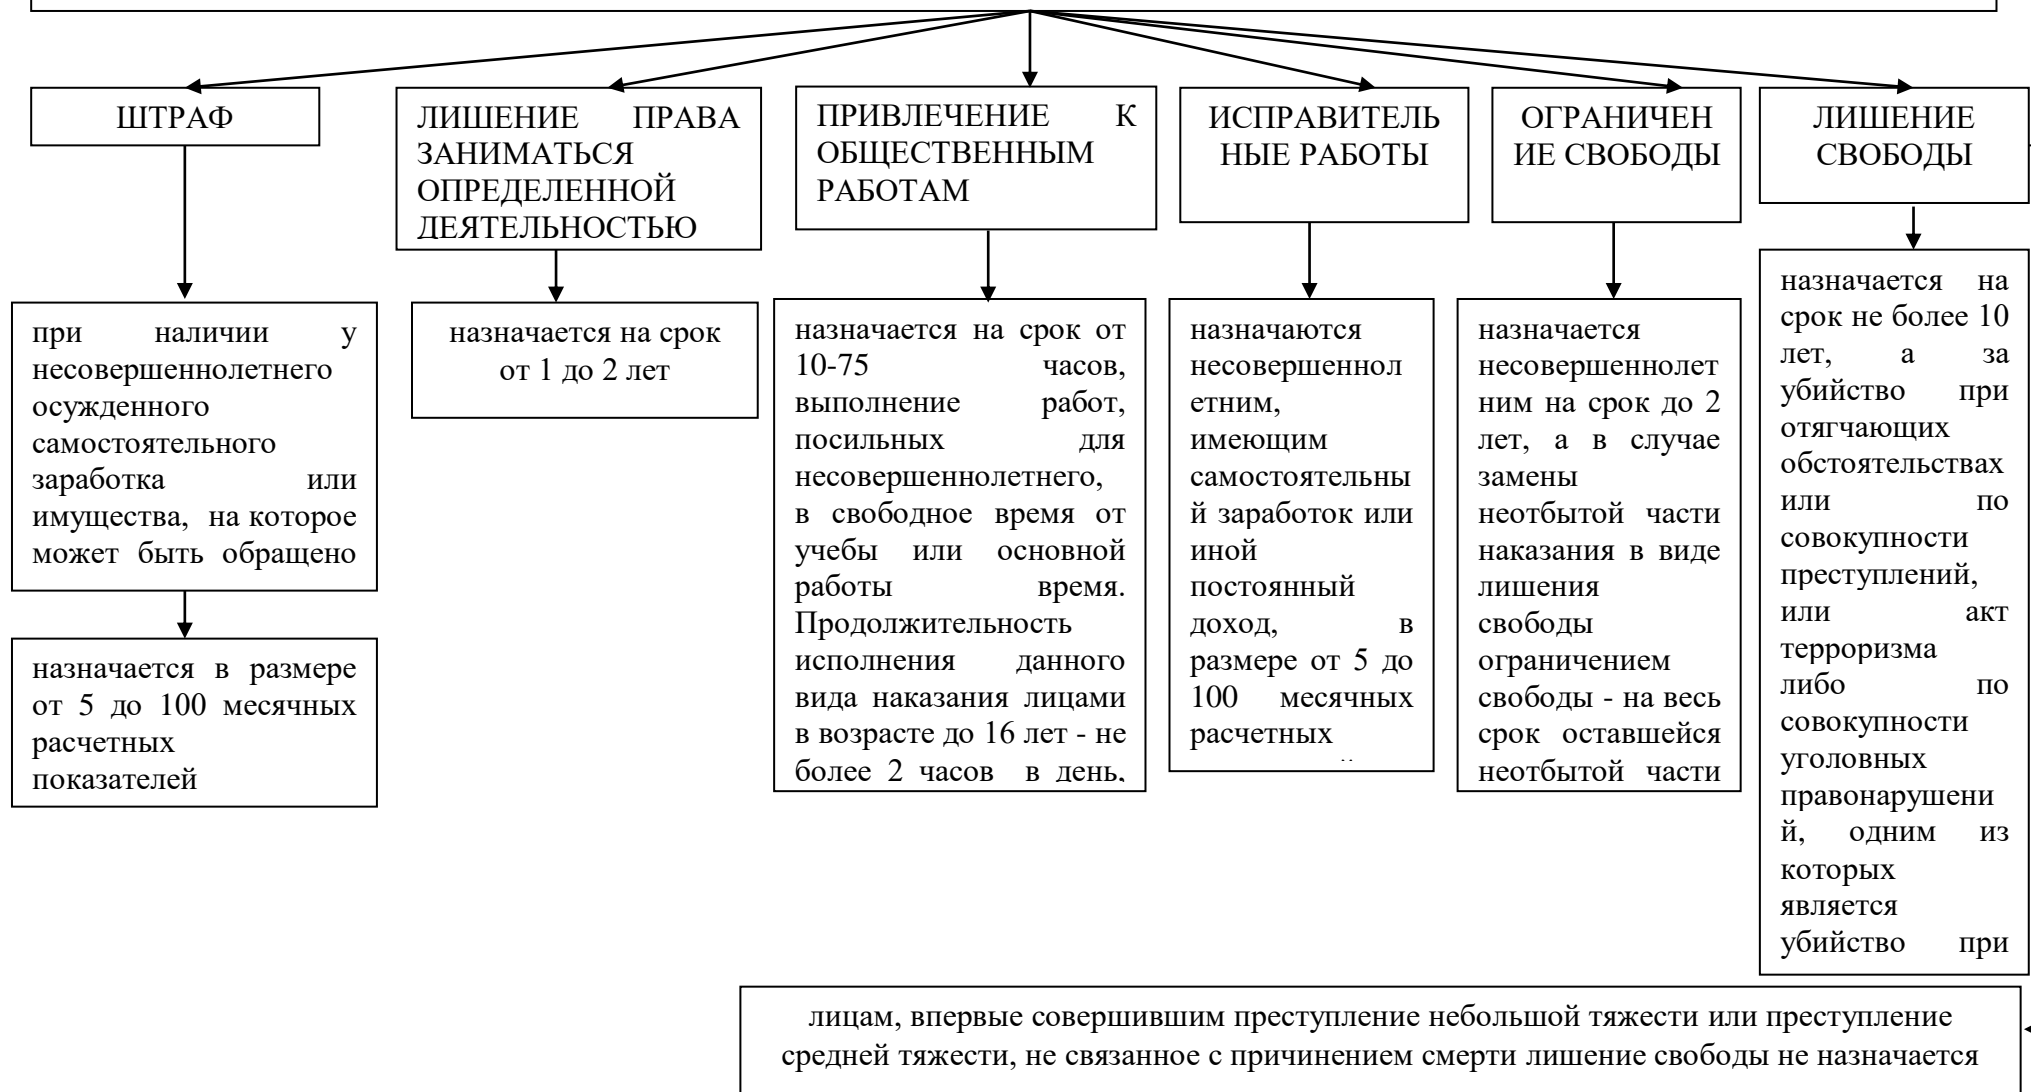 ШТРАФ
ЛИШЕНИЕ ПРАВА
ЗАНИМАТЬСЯ
ОПРЕДЕЛЕННОЙ
ДЕЯТЕЛЬНОСТЬЮ
ПРИВЛЕЧЕНИЕ К
ОБЩЕСТВЕННЫМ
РАБОТАМ
ИСПРАВИТЕЛЬ
НЫЕ РАБОТЫ
ОГРАНИЧЕН
ИЕ СВОБОДЫ
ЛИШЕНИЕ
СВОБОДЫ
при наличии у
несовершеннолетнего
осужденного
самостоятельного
заработка или
имущества, на которое
может быть обращено
назначается в размере
от 5 до 100 месячных
расчетных
показателей
назначается на срок
от 1 до 2 лет
назначается на срок от
10-75 часов,
выполнение работ,
посильных для
несовершеннолетнего,
в свободное время от
учебы или основной
работы время.
Продолжительность
исполнения данного
вида наказания лицами
в возрасте до 16 лет - не
более 2 часов в день,
назначаются
несовершеннол
етним,
имеющим
самостоятельны
й заработок или
иной
постоянный
доход, в
размере от 5 до
100 месячных
расчетных
назначается
несовершеннолет
ним на срок до 2
лет, а в случае
замены
неотбытой части
наказания в виде
лишения
свободы
ограничением
свободы - на весь
срок оставшейся
неотбытой части
назначается на
срок не более 10
лет, а за
убийство при
отягчающих
обстоятельствах
или по
совокупности
преступлений,
или акт
терроризма
либо по
совокупности
уголовных
правонарушени
й, одним из
которых
является
убийство при
лицам, впервые совершившим преступление небольшой тяжести или преступление
средней тяжести, не связанное с причинением смерти лишение свободы не назначается